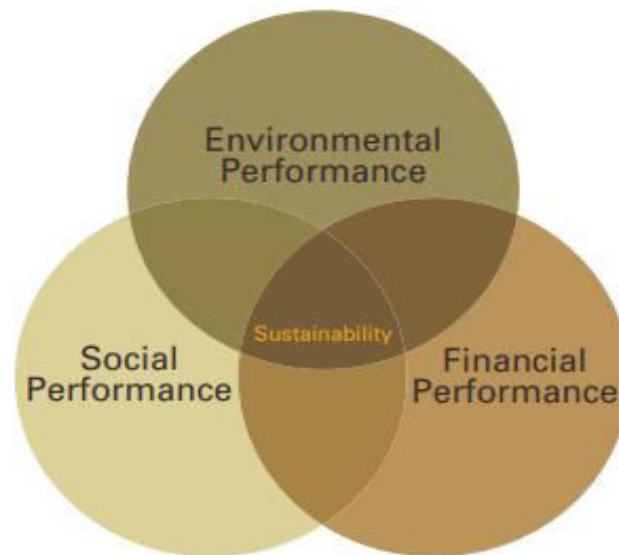 Environmental
Performance
Sustainability
Social
Performance
Financial
Performance